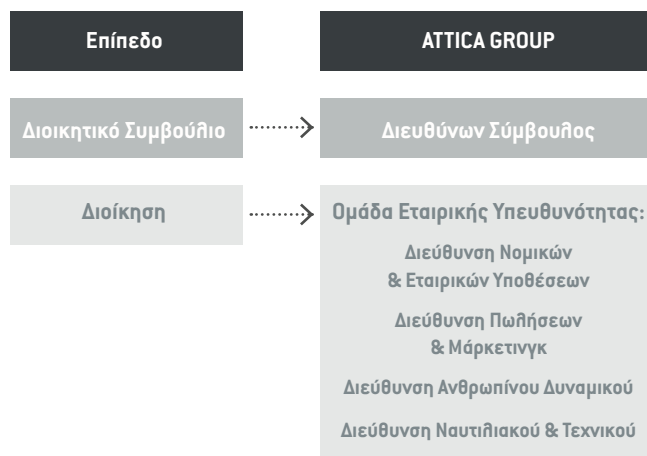 Επίπεδο
ATTICA GROUP
Διοικητικό Συμβούλιο
Διευθύνων Σύμβουλος
Διοίκηση
Ομάδα Εταιρικής Υπευθυνότητας:
Διεύθυνση Νομικών
& Εταιρικών Υποθέσεων
Διεύθυνση Πωλήσεων
& Μάρκετινγκ
Διεύθυνση Ανθρωπίνου Δυναμικού
Διεύθυνση Ναυτιλιακού & Τεχνικού